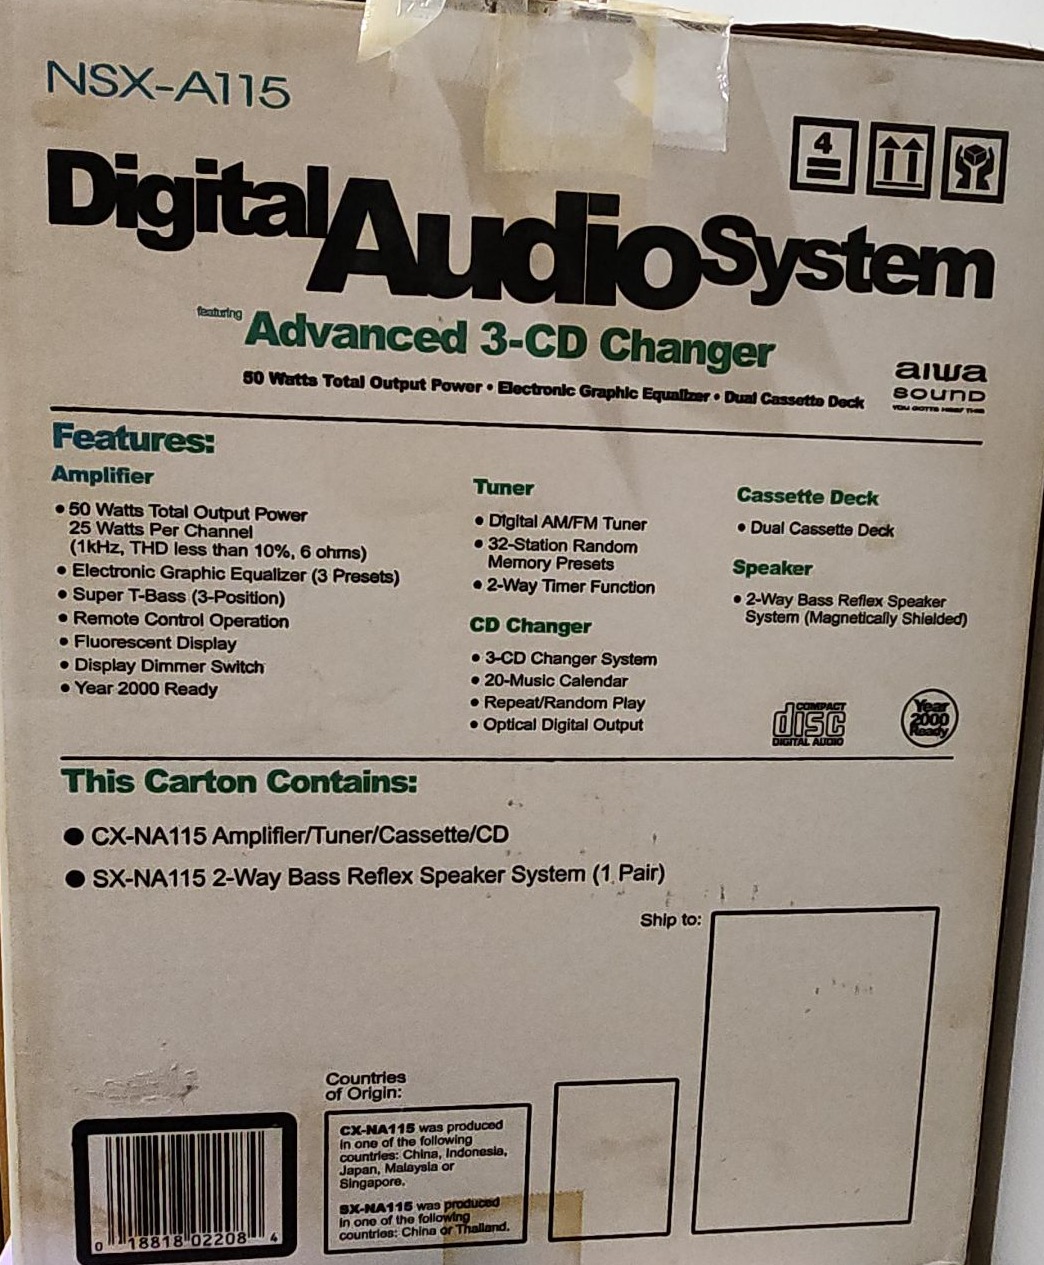 NSX-A115
4
Digital Audio System
featuring
Advanced 3-CD Changer
50 Watts Total Output Power • Electronic Graphic Equalizer • Dual Cassette Deck
aiwa
SOUND
YOU GOTTA HEAR THIS
Features:
Amplifier
• 50 Watts Total Output Power
25 Watts Per Channel
(1kHz, THD less than 10%, 6 ohms)
• Electronic Graphic Equalizer (3 Presets)
• Super T-Bass (3-Position)
• Remote Control Operation
• Fluorescent Display
• Display Dimmer Switch
• Year 2000 Ready
Tuner
• Digital AM/FM Tuner
• 32-Station Random
Memory Presets
• 2-Way Timer Function
CD Changer
• 3-CD Changer System
• 20-Music Calendar
• Repeat/Random Play
• Optical Digital Output
Cassette Deck
• Dual Cassette Deck
Speaker
• 2-Way Bass Reflex Speaker
System (Magnetically Shielded)
COMPACT
disc
DIGITAL AUDIO
Year
2000
Ready
This Carton Contains:
● CX-NA115 Amplifier/Tuner/Cassette/CD
● SX-NA115 2-Way Bass Reflex Speaker System (1 Pair)
Ship to:
Countries
of Origin:
CX-NA115 was produced
in one of the following
countries: China, Indonesia,
Japan, Malaysia or
Singapore.
SX-NA115 was produced
in one of the following
countries: China or Thailand.
0 18818 02208 4